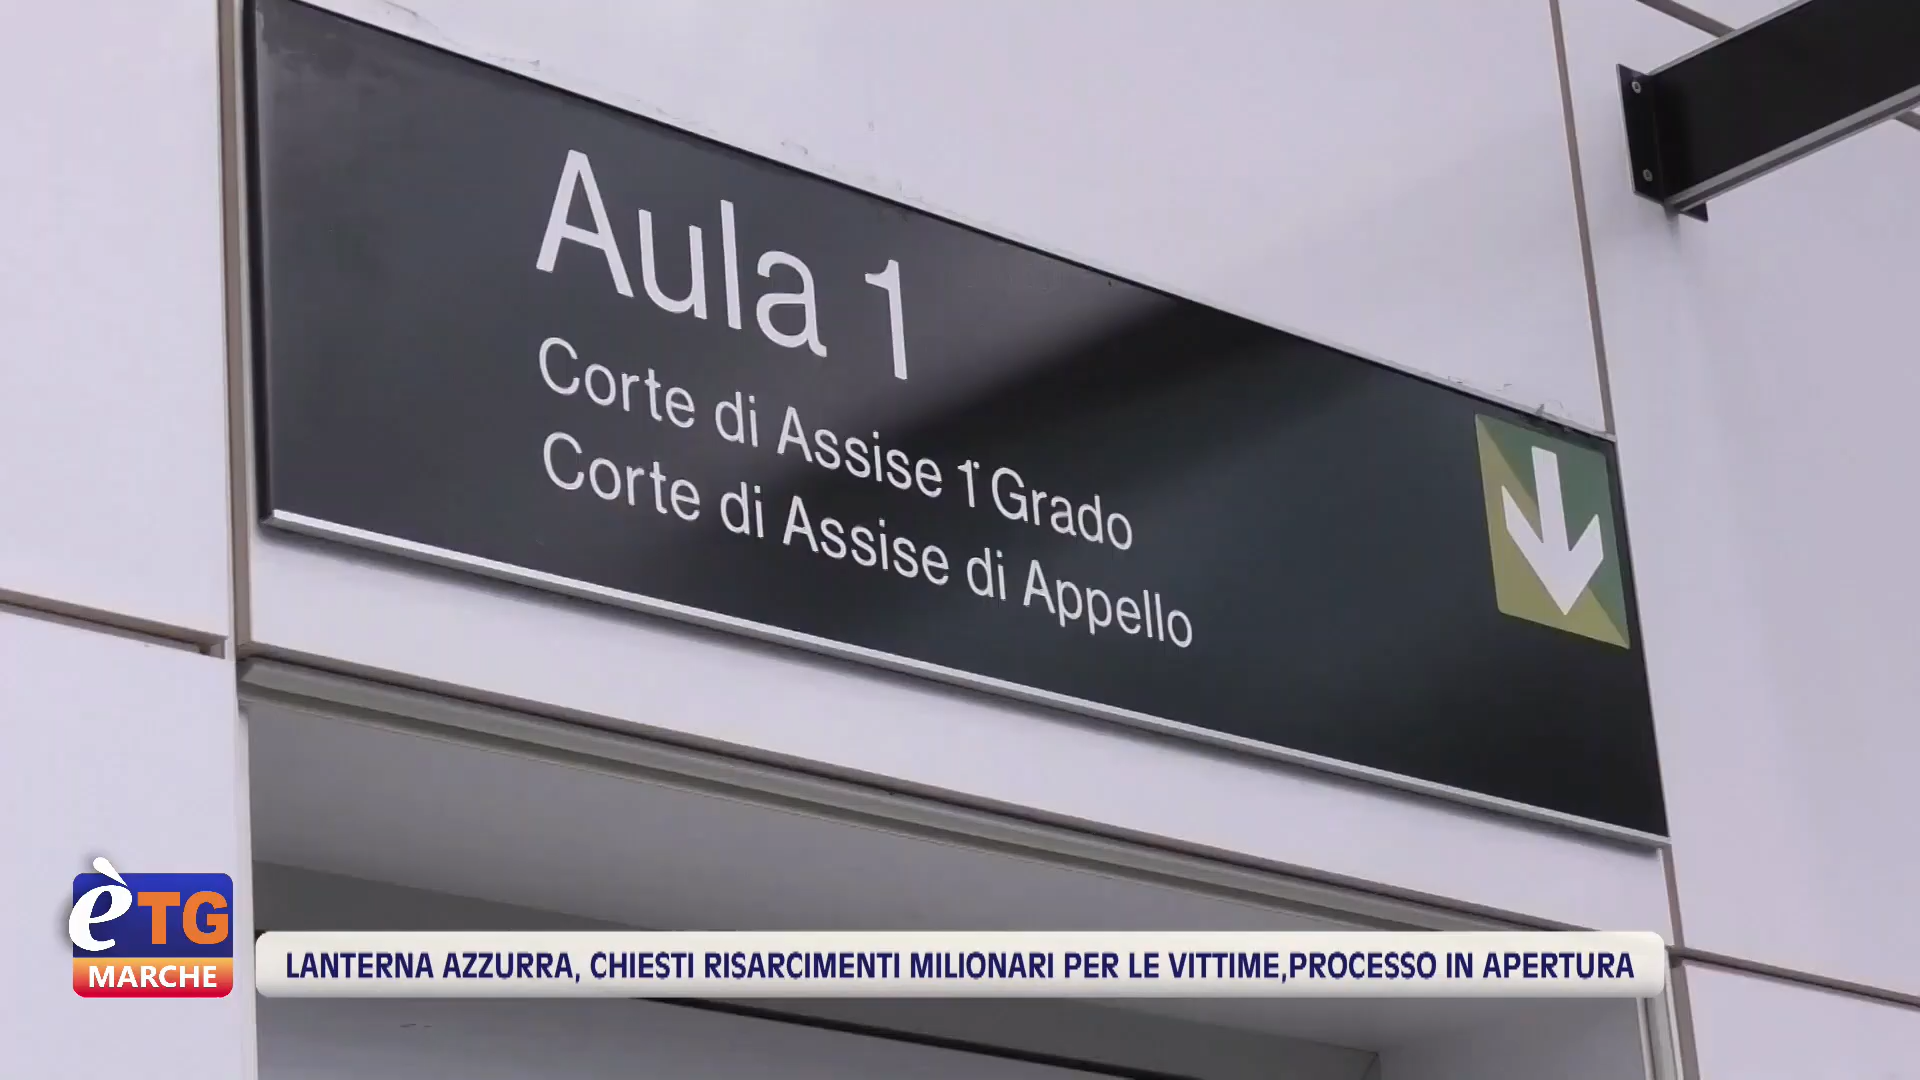 Aula 1
Corte di Assise 1° Grado
Corte di Assise di Appello
èTG
MARCHE
LANTERNA AZZURRA, CHIESTI RISARCIMENTI MILIONARI PER LE VITTIME,PROCESSO IN APERTURA